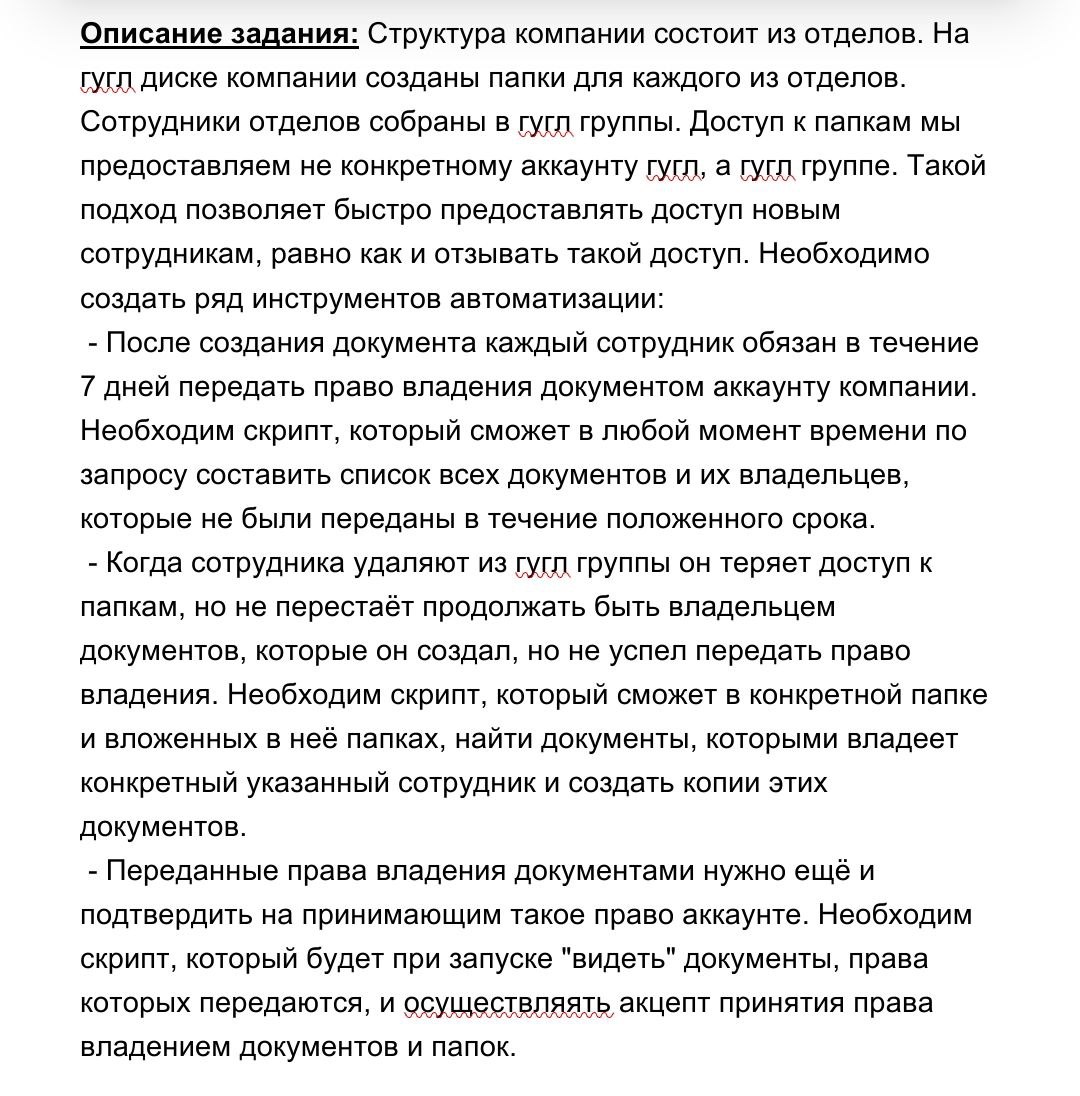 Описание задания: Структура компании состоит из отделов. На
гугл диске компании созданы папки для каждого из отделов.
Сотрудники отделов собраны в гугл группы. Доступ к папкам мы
предоставляем не конкретному аккаунту гугл, а гугл группе. Такой
подход позволяет быстро предоставлять доступ новым
сотрудникам, равно как и отзывать такой доступ. Необходимо
создать ряд инструментов автоматизации:
- После создания документа каждый сотрудник обязан в течение
7 дней передать право владения документом аккаунту компании.
Необходим скрипт, который сможет в любой момент времени по
запросу составить список всех документов и их владельцев,
которые не были переданы в течение положенного срока.
- Когда сотрудника удаляют из гугл группы он теряет доступ к
папкам, но не перестаёт продолжать быть владельцем
документов, которые он создал, но не успел передать право
владения. Необходим скрипт, который сможет в конкретной папке
и вложенных в неё папках, найти документы, которыми владеет
конкретный указанный сотрудник и создать копии этих
документов.
- Переданные права владения документами нужно ещё и
подтвердить на принимающим такое право аккаунте. Необходим
скрипт, который будет при запуске "видеть" документы, права
которых передаются, и осуществляять акцепт принятия права
владением документов и папок.